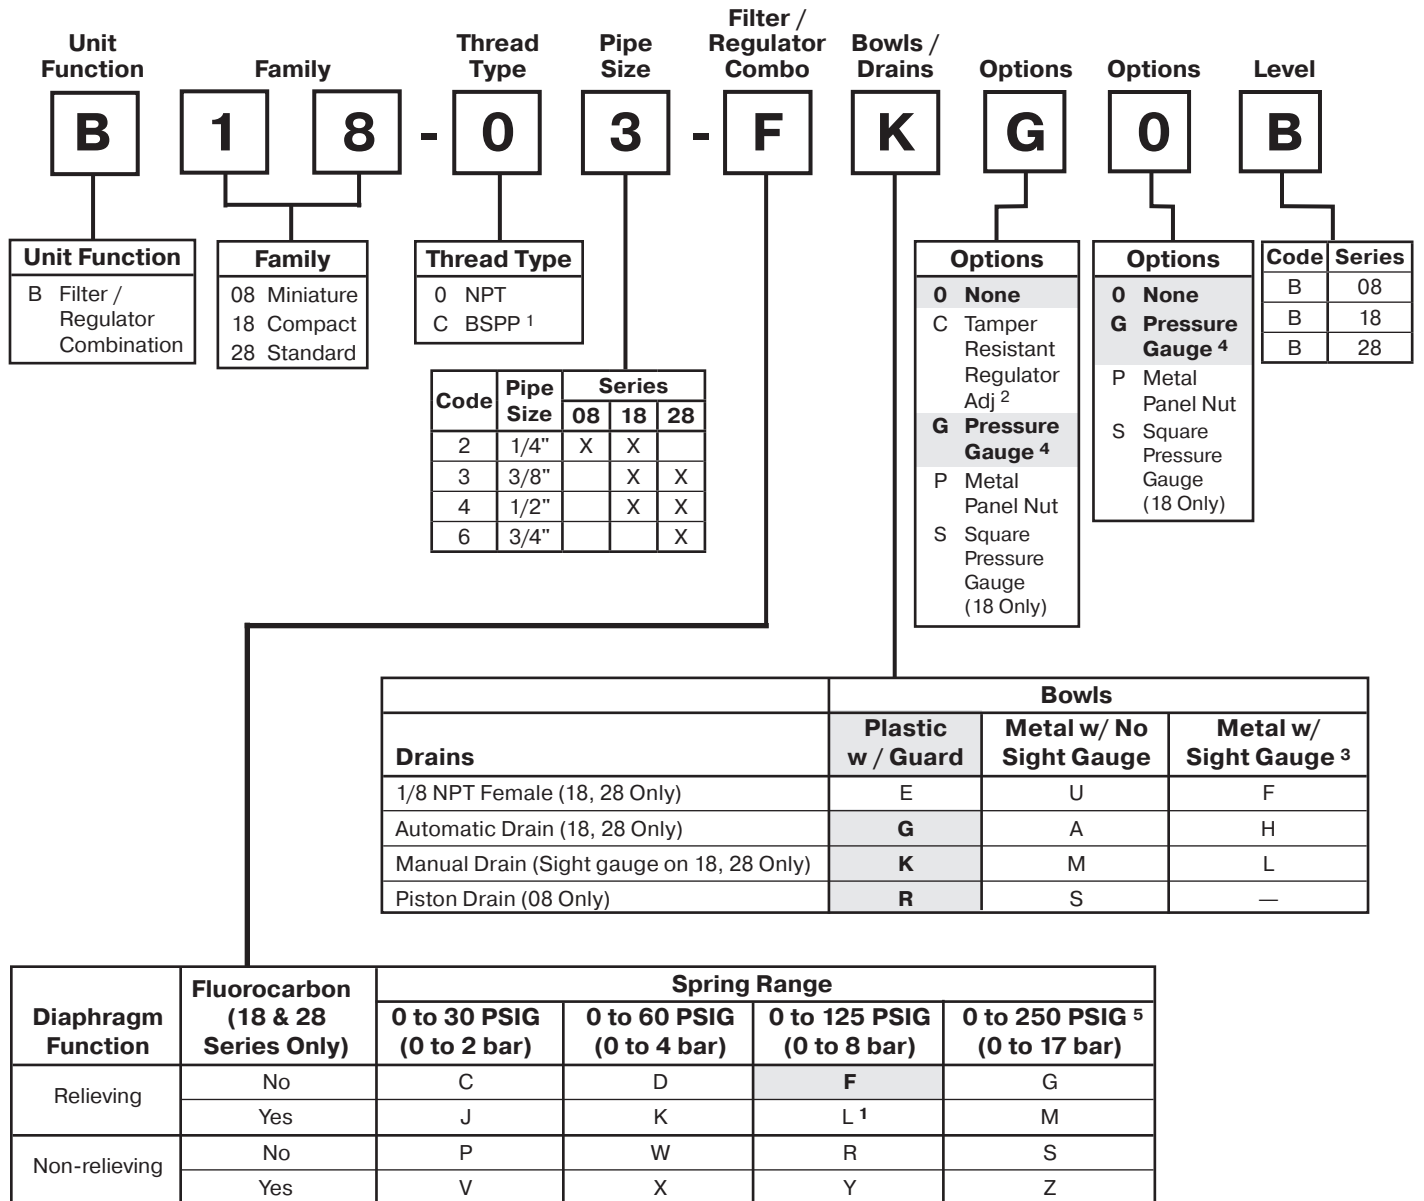 Unit Function
Family
Thread Type
Pipe Size
Filter / Regulator Combo
Bowls / Drains
Options
Options
Level
B 1 8 - 0 3 - F K G 0 B
Unit Function
B Filter /
Regulator
Combination
Family
08 Miniature
18 Compact
28 Standard
Thread Type
0 NPT
C BSPP 1
Code Pipe Size Series
08 18 28
2 1/4" X X
3 3/8" X X
4 1/2" X X
6 3/4" X
Options
0 None
C Tamper
Resistant
Regulator
Adj 2
G Pressure
Gauge 4
P Metal
Panel Nut
S Square
Pressure
Gauge
(18 Only)
Options
0 None
G Pressure
Gauge 4
P Metal
Panel Nut
S Square
Pressure
Gauge
(18 Only)
Code Series
B 08
B 18
B 28
Bowls
Drains
Plastic w / Guard
Metal w/ No Sight Gauge
Metal w/ Sight Gauge 3
1/8 NPT Female (18, 28 Only) E U F
Automatic Drain (18, 28 Only) G A H
Manual Drain (Sight gauge on 18, 28 Only) K M L
Piston Drain (08 Only) R S —
Diaphragm Function
Fluorocarbon (18 & 28 Series Only)
Spring Range
0 to 30 PSIG (0 to 2 bar)
0 to 60 PSIG (0 to 4 bar)
0 to 125 PSIG (0 to 8 bar)
0 to 250 PSIG 5 (0 to 17 bar)
Relieving
No C D F G
Yes J K L 1 M
Non-relieving
No P W R S
Yes V X Y Z